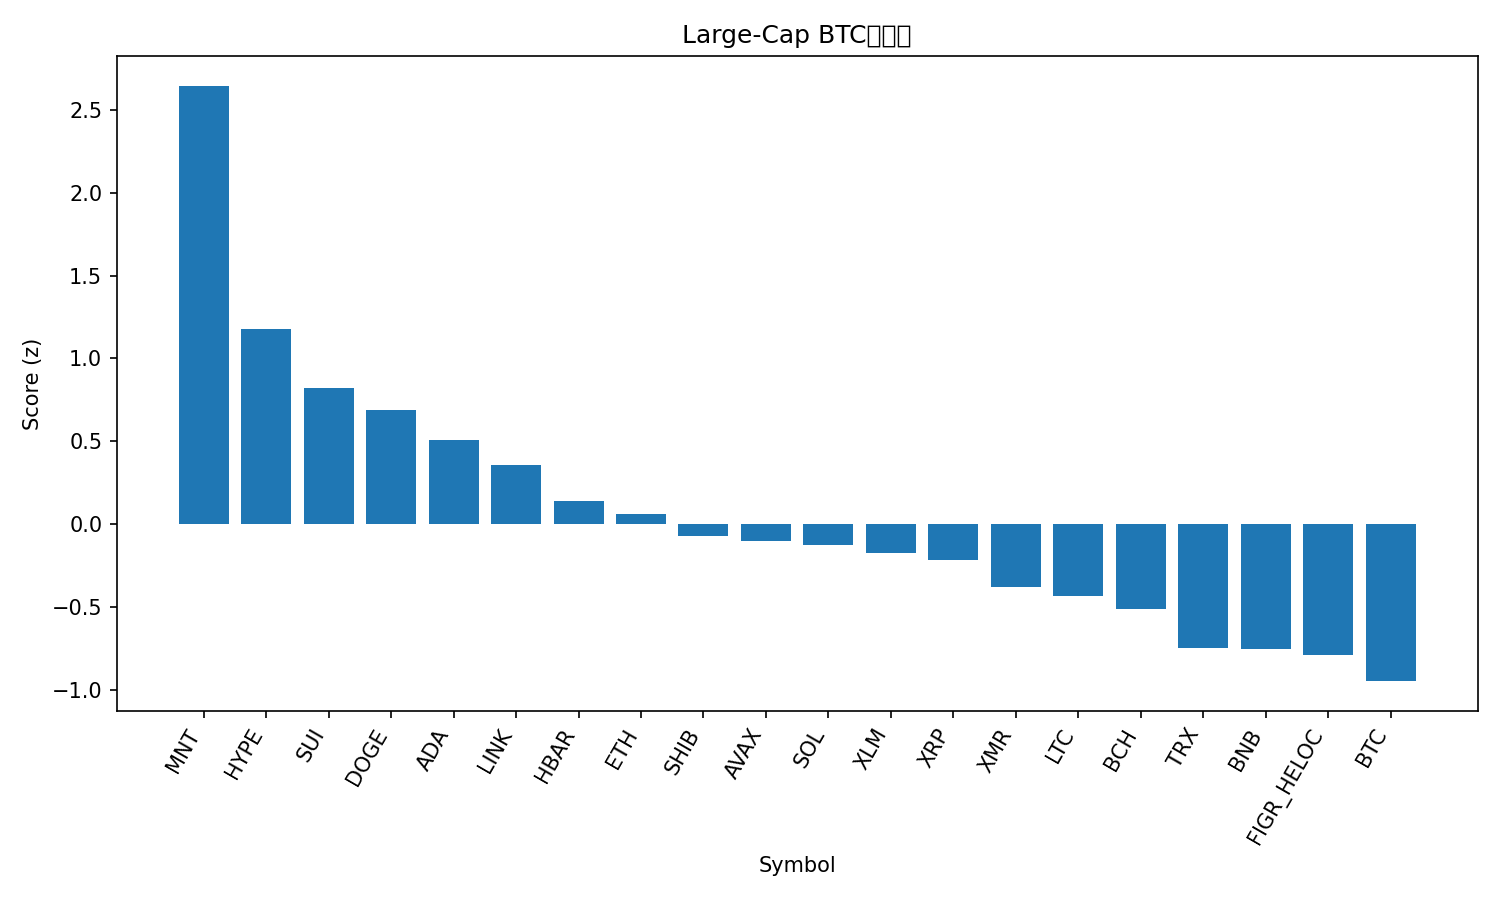 Large-Cap BTC
Score (z)
2.5
2.0
1.5
1.0
0.5
0.0
−0.5
−1.0
MNT
HYPE
SUI
DOGE
ADA
LINK
HBAR
ETH
SHIB
AVAX
SOL
XLM
XRP
XMR
LTC
BCH
TRX
BNB
FIGR_HELOC
BTC
Symbol